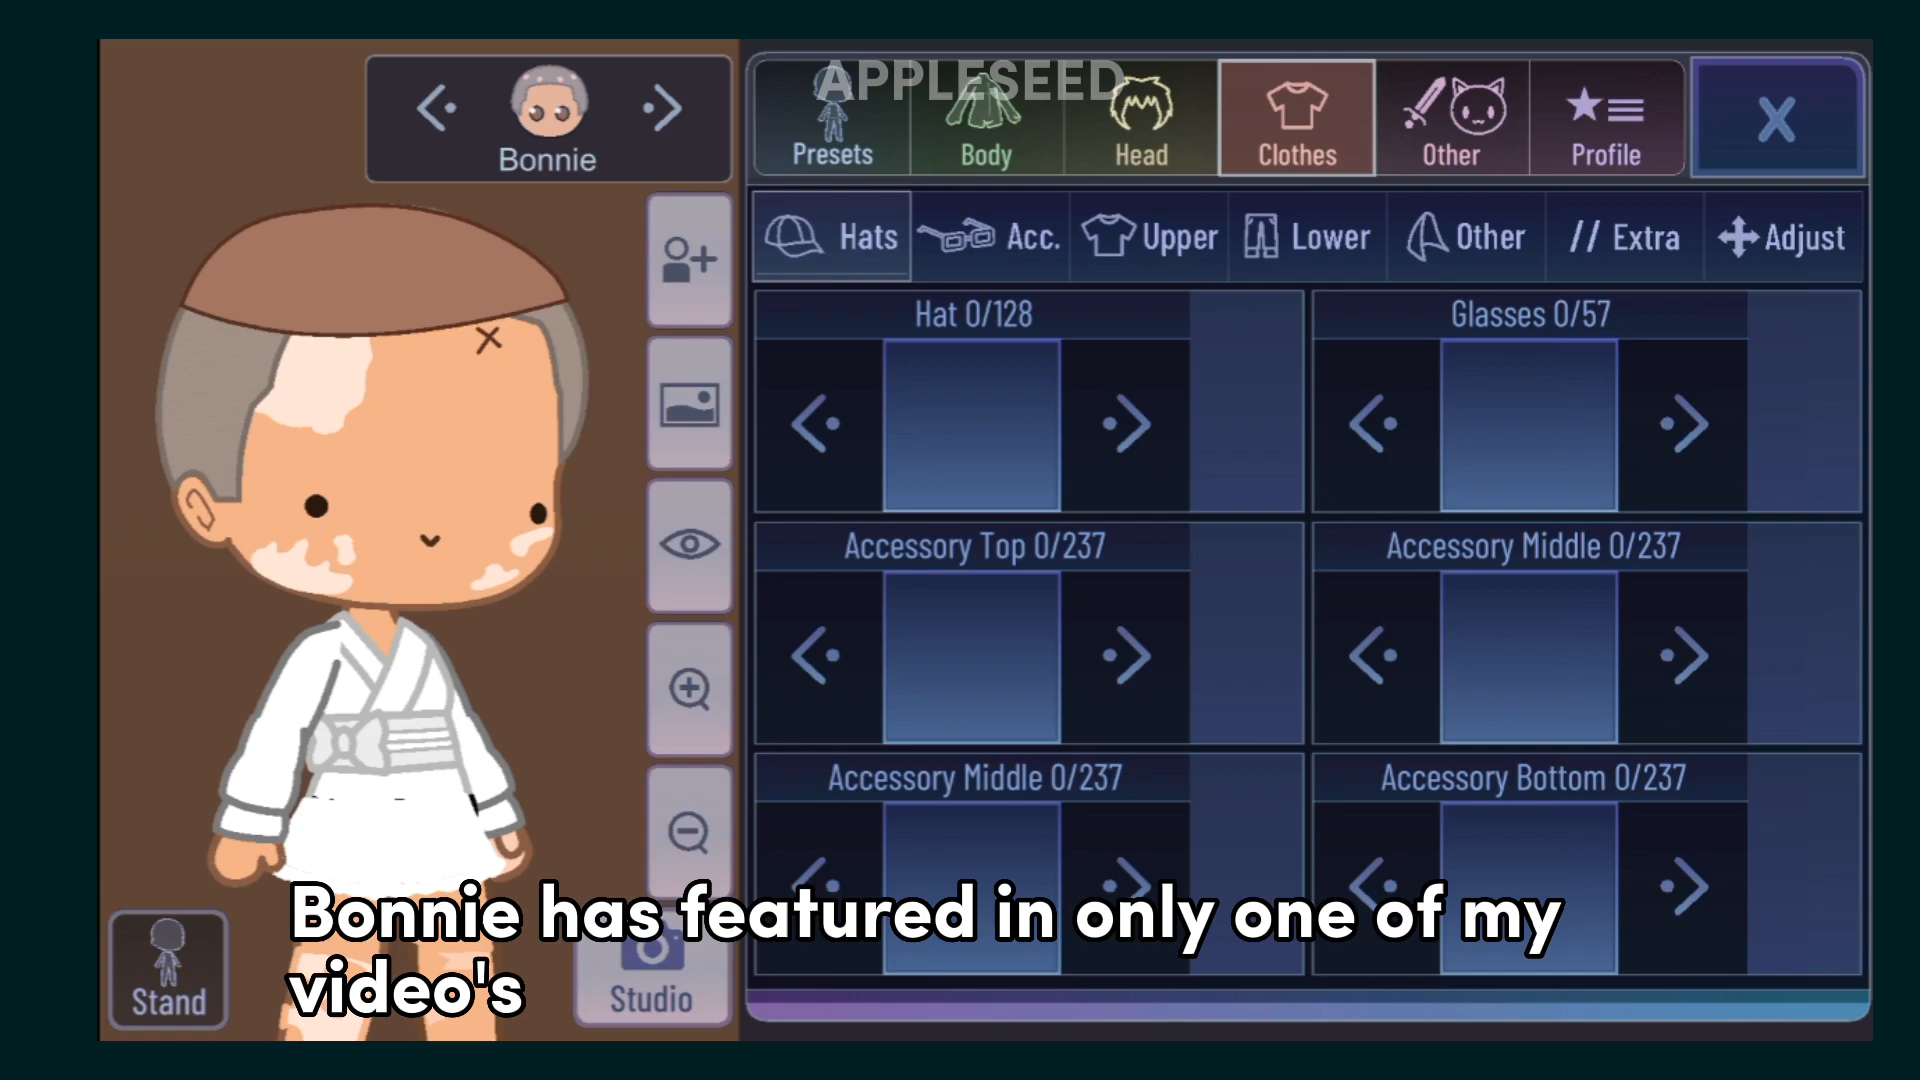 APPLESEED
Bonnie
Presets
Body
Head
Clothes
Other
Profile
X
Hats
Acc.
Upper
Lower
Other
// Extra
Adjust
Hat 0/128
Glasses 0/57
Accessory Top 0/237
Accessory Middle 0/237
Accessory Middle 0/237
Accessory Bottom 0/237
Bonnie has featured in only one of my
video's
Stand
Studio